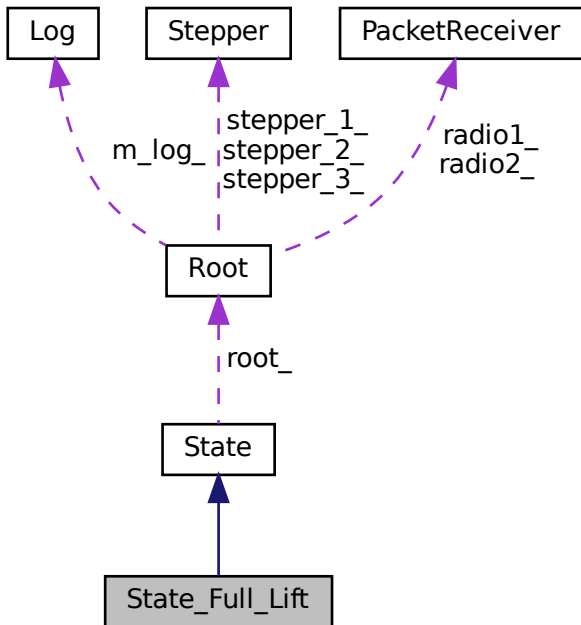 Log
Stepper
PacketReceiver
m_log_
stepper_1_
stepper_2_
stepper_3_
radio1_
radio2_
Root
root_
State
State_Full_Lift